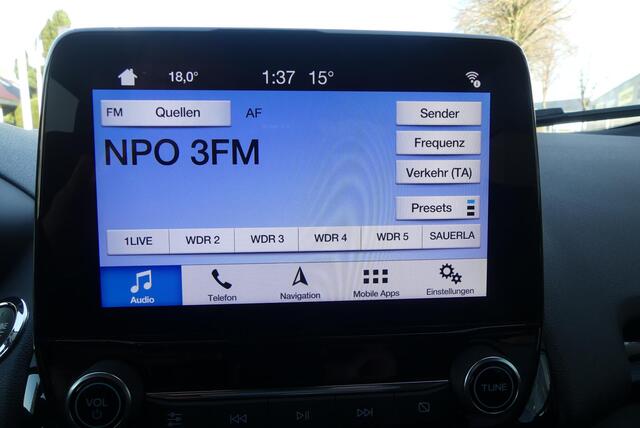 18,0° 1:37 15°
FM Quellen AF Sender
NPO 3FM
Frequenz
Verkehr (TA)
Presets
1LIVE WDR 2 WDR 3 WDR 4 WDR 5 SAUERLA
Audio Telefon Navigation Mobile Apps Einstellungen
VOL TUNE